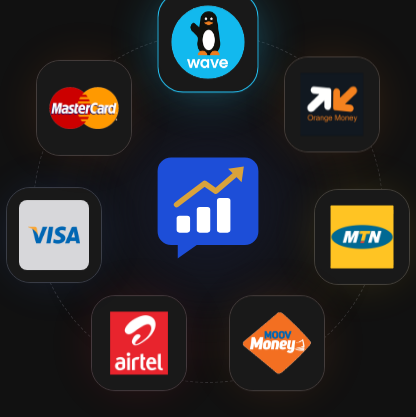 wave
MasterCard
Orange Money
VISA
MTN
airtel
MOOV
Money